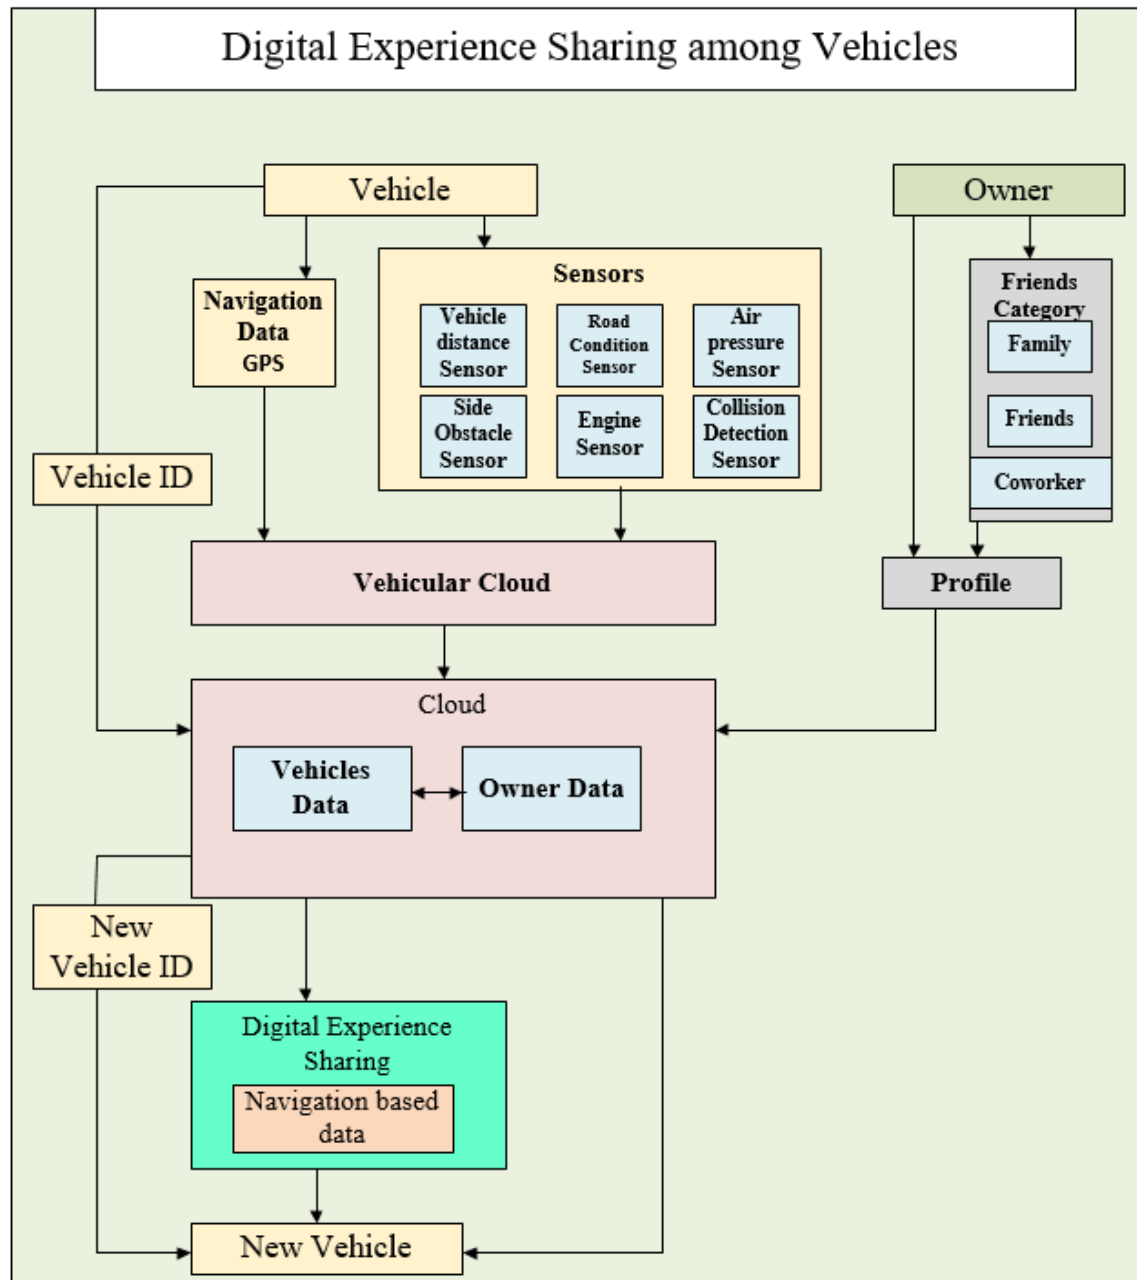 Digital Experience Sharing among Vehicles
Vehicle
Owner
Navigation
Data
GPS
Sensors
Vehicle
distance
Sensor
Road
Condition
Sensor
Air
pressure
Sensor
Side
Obstacle
Sensor
Engine
Sensor
Collision
Detection
Sensor
Friends
Category
Family
Friends
Coworker
Vehicle ID
Vehicular Cloud
Profile
Cloud
Vehicles
Data
Owner Data
New
Vehicle ID
Digital Experience
Sharing
Navigation based
data
New Vehicle